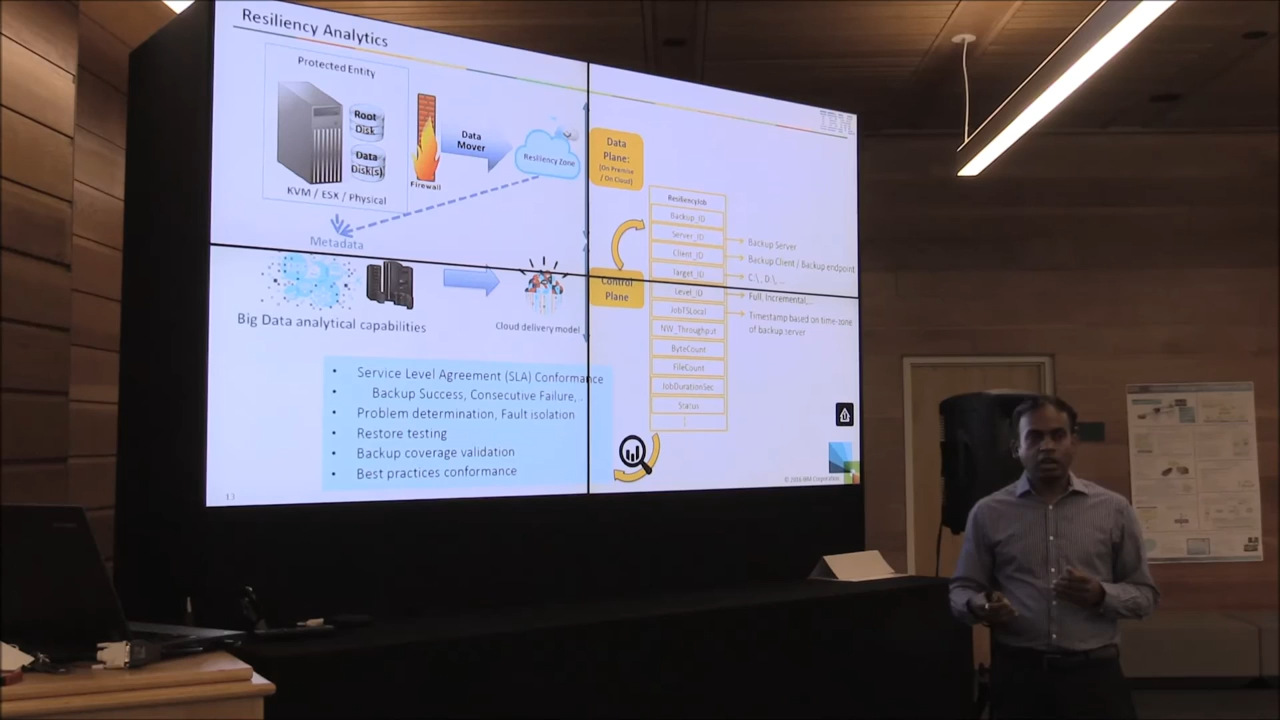 Resiliency Analytics
IBM
Protected Entity
Root
Disk
Data
Disk(s)
KVM / ESX / Physical
Firewall
Data
Mover
Resiliency Zone
Metadata
Data
Plane:
(On Premise
/ On Cloud)
Control
Plane
ResiliencyJob
Backup_ID
Server_ID
Client_ID
Target_ID
Level_ID
JobTSLocal
NW_Throughput
ByteCount
FileCount
JobDurationSec
Status
Backup Server
Backup Client / Backup endpoint
C:\, D:\, ...
Full, Incremental,...
Timestamp based on time-zone
of backup server
Big Data analytical capabilities
Cloud delivery model
• Service Level Agreement (SLA) Conformance
• Backup Success, Consecutive Failure, .
• Problem determination, Fault isolation
• Restore testing
• Backup coverage validation
• Best practices conformance
13
© 2016 IBM Corporation